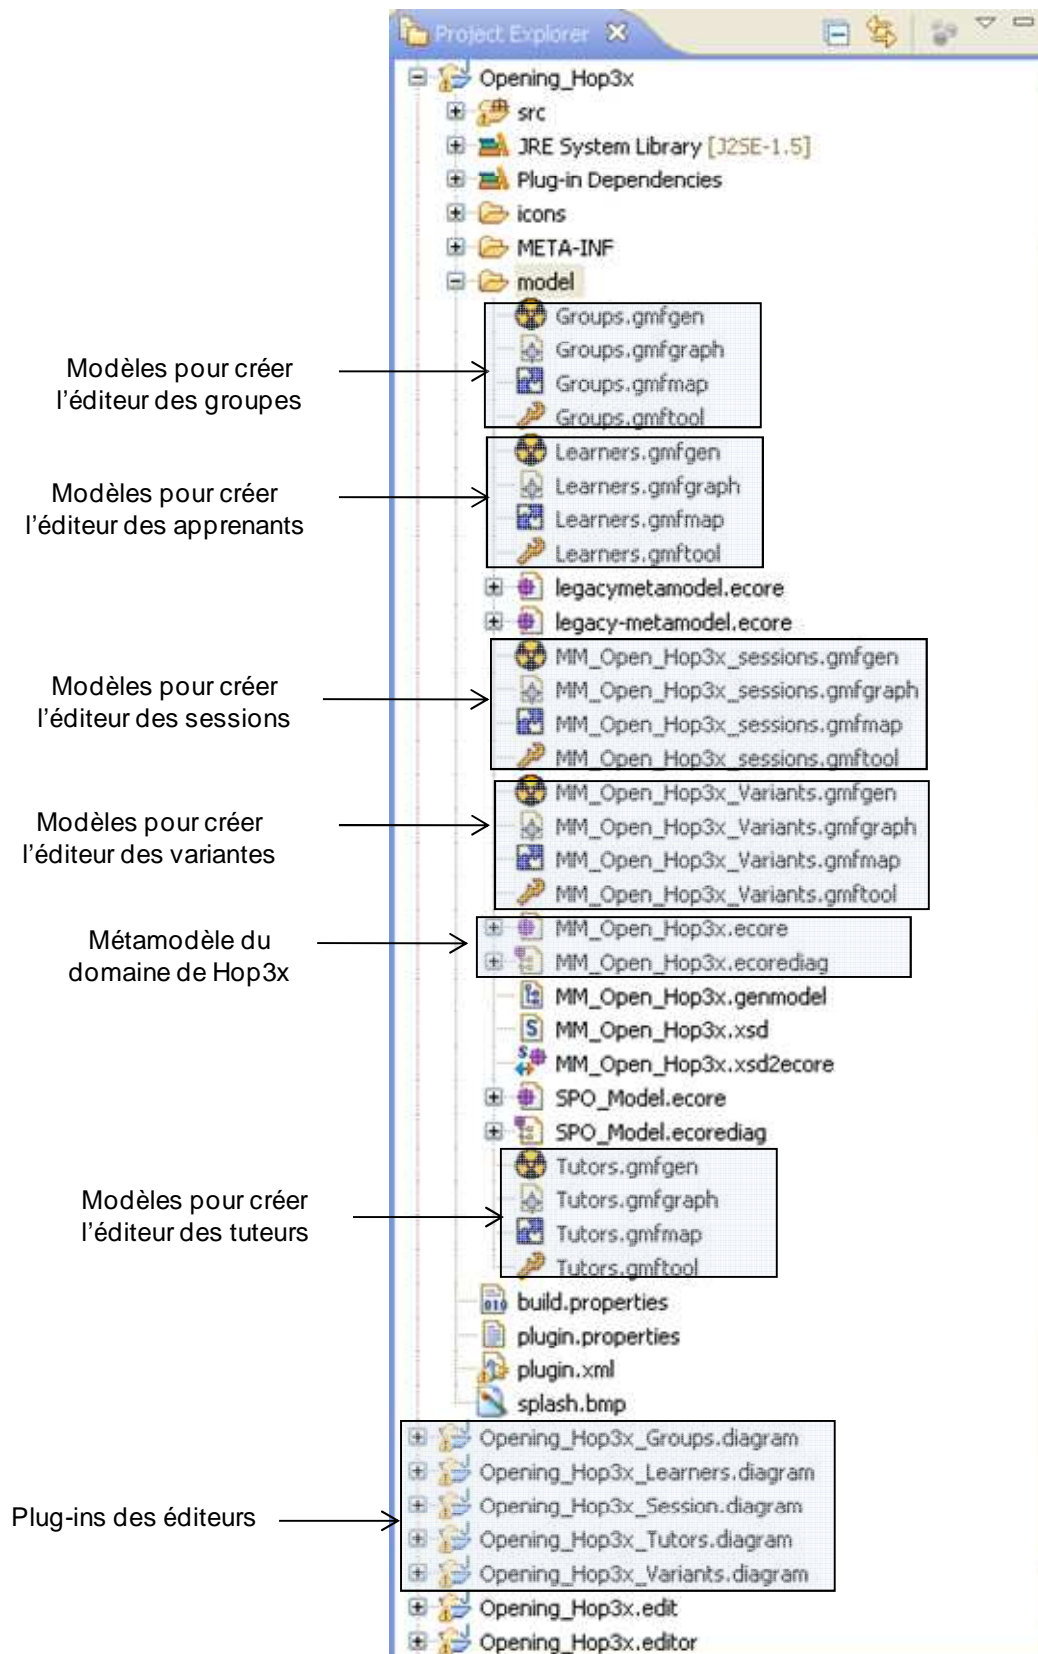 Project Explorer
Opening_Hop3x
src
JRE System Library [J2SE-1.5]
Plug-in Dependencies
icons
META-INF
model
Groups.gmfgen
Groups.gmfgraph
Groups.gmfmap
Groups.gmftool
Modèles pour créer
l'éditeur des groupes
Learners.gmfgen
Learners.gmfgraph
Learners.gmfmap
Learners.gmftool
Modèles pour créer
l'éditeur des apprenants
legacymetamodel.ecore
legacy-metamodel.ecore
MM_Open_Hop3x_sessions.gmfgen
MM_Open_Hop3x_sessions.gmfgraph
MM_Open_Hop3x_sessions.gmfmap
MM_Open_Hop3x_sessions.gmftool
Modèles pour créer
l'éditeur des sessions
MM_Open_Hop3x_Variants.gmfgen
MM_Open_Hop3x_Variants.gmfgraph
MM_Open_Hop3x_Variants.gmfmap
MM_Open_Hop3x_Variants.gmftool
Modèles pour créer
l'éditeur des variantes
MM_Open_Hop3x.ecore
MM_Open_Hop3x.ecorediag
Métamodèle du
domaine de Hop3x
MM_Open_Hop3x.genmodel
MM_Open_Hop3x.xsd
MM_Open_Hop3x.xsd2ecore
SPO_Model.ecore
SPO_Model.ecorediag
Tutors.gmfgen
Tutors.gmfgraph
Tutors.gmfmap
Tutors.gmftool
Modèles pour créer
l'éditeur des tuteurs
build.properties
plugin.properties
plugin.xml
splash.bmp
Opening_Hop3x_Groups.diagram
Opening_Hop3x_Learners.diagram
Opening_Hop3x_Session.diagram
Opening_Hop3x_Tutors.diagram
Opening_Hop3x_Variants.diagram
Plug-ins des éditeurs
Opening_Hop3x.edit
Opening_Hop3x.editor